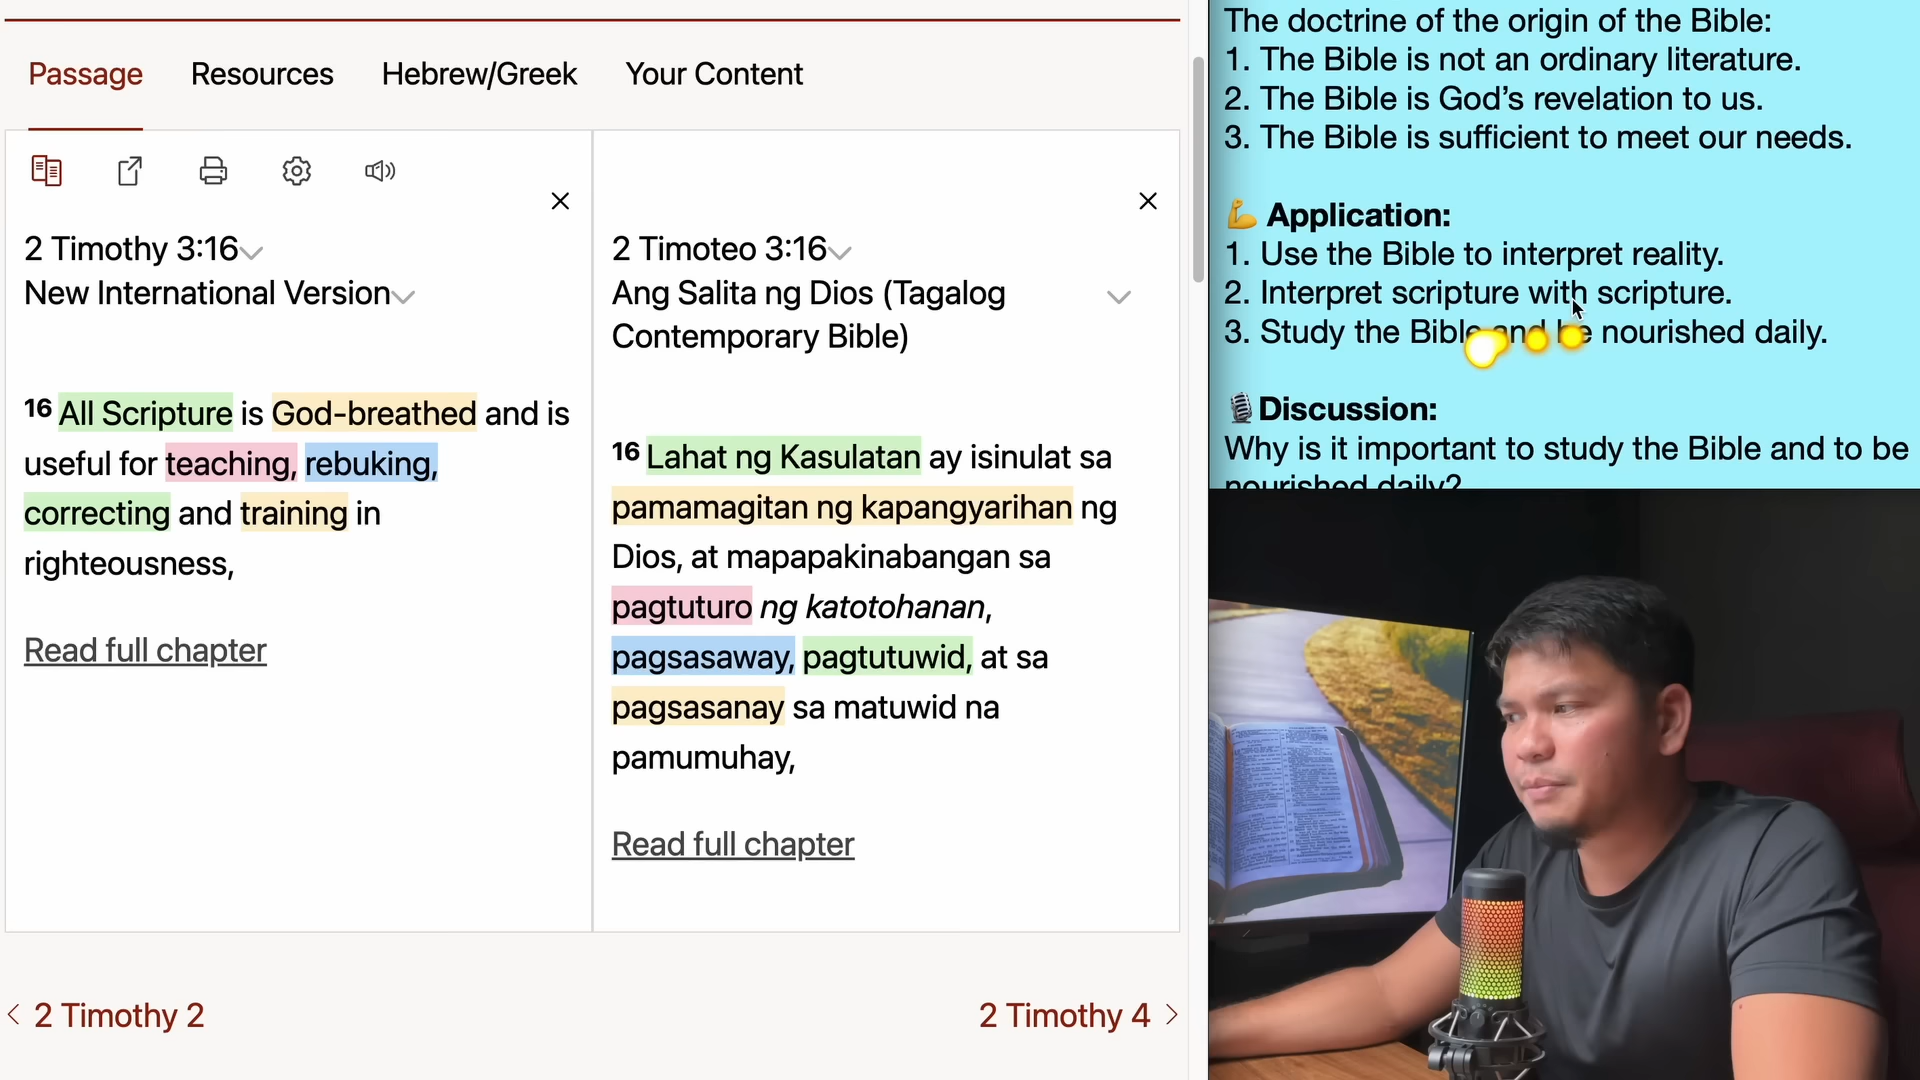 Passage Resources Hebrew/Greek Your Content
2 Timothy 3:16
New International Version
16 All Scripture is God-breathed and is
useful for teaching, rebuking,
correcting and training in
righteousness,
Read full chapter
2 Timoteo 3:16
Ang Salita ng Dios (Tagalog
Contemporary Bible)
16 Lahat ng Kasulatan ay isinulat sa
pamamagitan ng kapangyarihan ng
Dios, at mapapakinabangan sa
pagtuturo ng katotohanan,
pagsasaway, pagtutuwid, at sa
pagsasanay sa matuwid na
pamumuhay,
Read full chapter
2 Timothy 2
2 Timothy 4
The doctrine of the origin of the Bible:
1. The Bible is not an ordinary literature.
2. The Bible is God’s revelation to us.
3. The Bible is sufficient to meet our needs.
💪 Application:
1. Use the Bible to interpret reality.
2. Interpret scripture with scripture.
3. Study the Bible and be nourished daily.
🎙️Discussion:
Why is it important to study the Bible and to be
nourished daily?